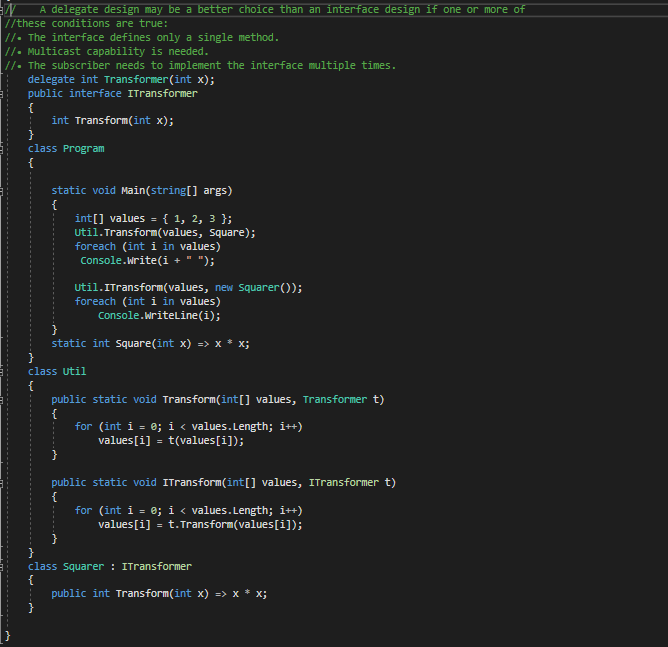 //    A delegate design may be a better choice than an interface design if one or more of
//these conditions are true:
//• The interface defines only a single method.
//• Multicast capability is needed.
//• The subscriber needs to implement the interface multiple times.
    delegate int Transformer(int x);
    public interface ITransformer
    {
        int Transform(int x);
    }
    class Program
    {

        static void Main(string[] args)
        {
            int[] values = { 1, 2, 3 };
            Util.Transform(values, Square);
            foreach (int i in values)
             Console.Write(i + " ");

            Util.ITransform(values, new Squarer());
            foreach (int i in values)
                Console.WriteLine(i);
        }
        static int Square(int x) => x * x;
    }
    class Util
    {
        public static void Transform(int[] values, Transformer t)
        {
            for (int i = 0; i < values.Length; i++)
                values[i] = t(values[i]);
        }

        public static void ITransform(int[] values, ITransformer t)
        {
            for (int i = 0; i < values.Length; i++)
                values[i] = t.Transform(values[i]);
        }
    }
    class Squarer : ITransformer
    {
        public int Transform(int x) => x * x;
    }

}